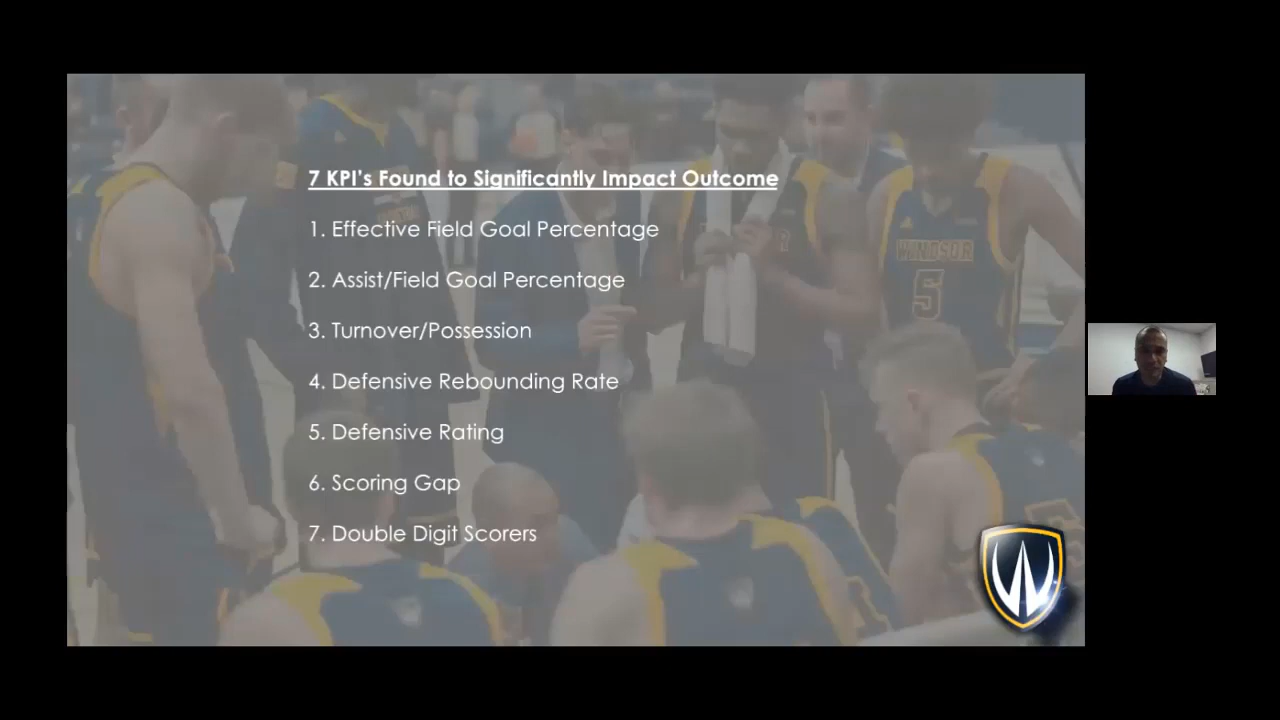 7 KPI's Found to Significantly Impact Outcome
1. Effective Field Goal Percentage
2. Assist/Field Goal Percentage
3. Turnover/Possession
4. Defensive Rebounding Rate
5. Defensive Rating
6. Scoring Gap
7. Double Digit Scorers
WINDSOR
5